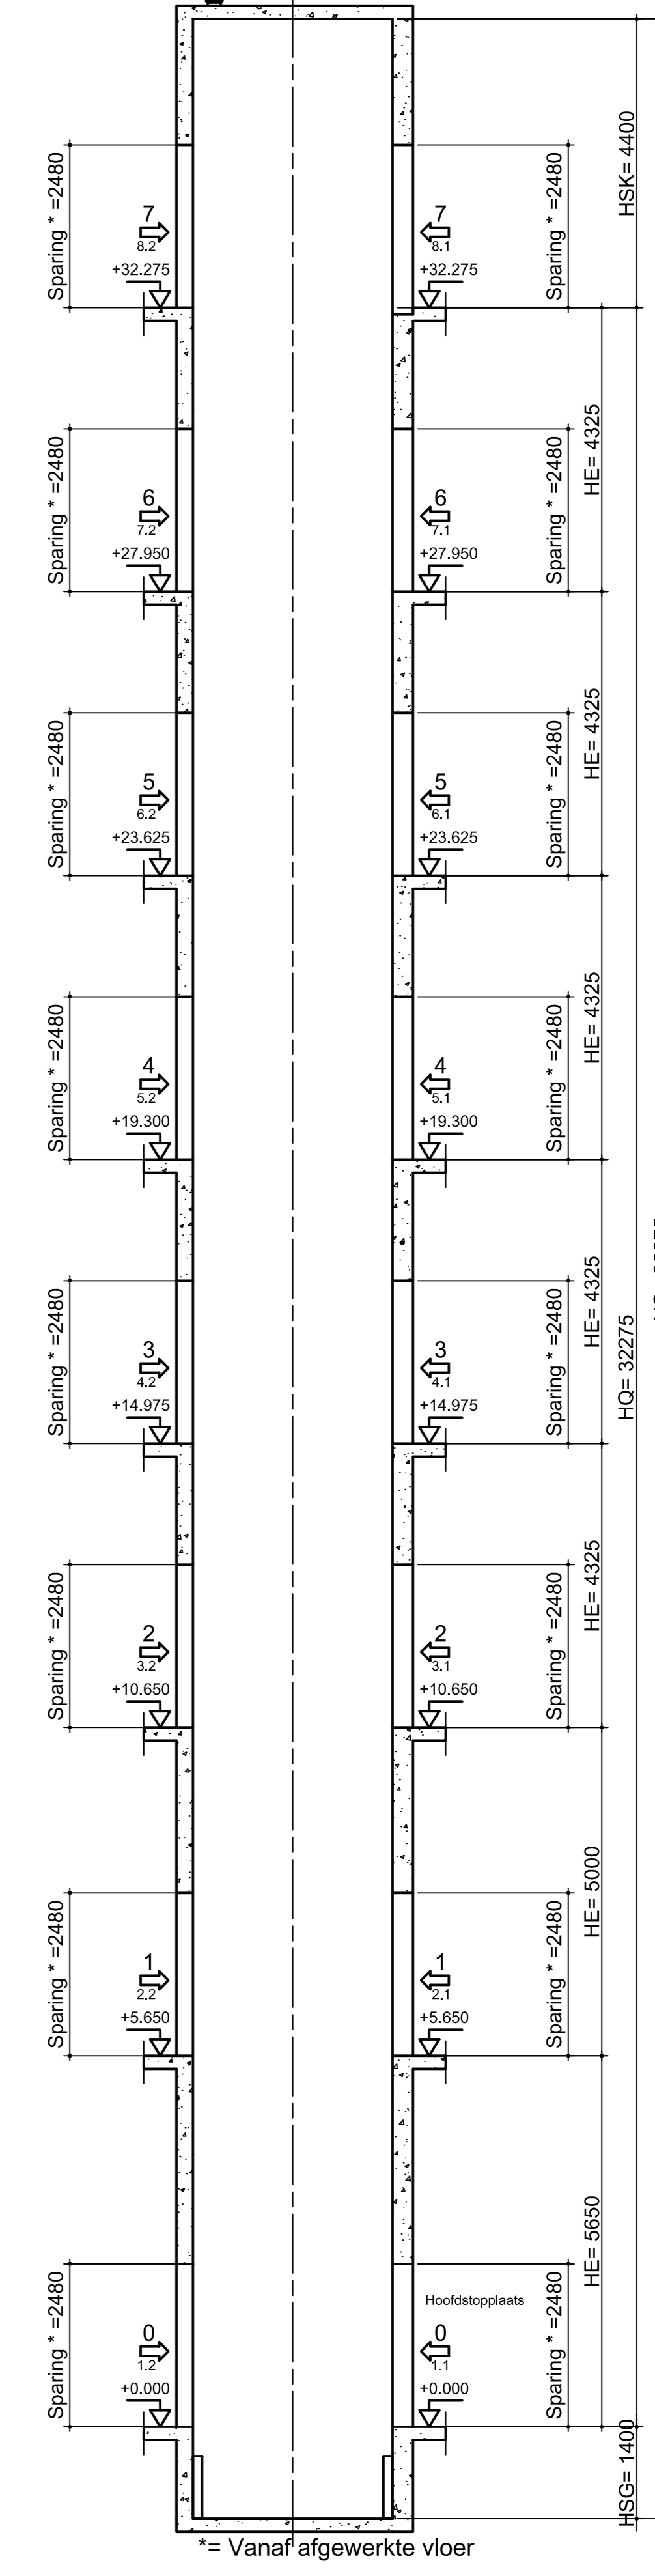 HSK= 4400
Sparing * =2480
Sparing * =2480
7
8.2
+32.275
7
8.1
+32.275
HE= 4325
Sparing * =2480
Sparing * =2480
6
7.2
+27.950
6
7.1
+27.950
HE= 4325
Sparing * =2480
Sparing * =2480
5
6.2
+23.625
5
6.1
+23.625
HE= 4325
Sparing * =2480
Sparing * =2480
4
5.2
+19.300
4
5.1
+19.300
HE= 4325
HQ= 32275
Sparing * =2480
Sparing * =2480
3
4.2
+14.975
3
4.1
+14.975
HE= 4325
Sparing * =2480
Sparing * =2480
2
3.2
+10.650
2
3.1
+10.650
HE= 5000
Sparing * =2480
Sparing * =2480
1
2.2
+5.650
1
2.1
+5.650
HE= 5650
Sparing * =2480
Sparing * =2480
Hoofdstopplaats
0
1.2
+0.000
0
1.1
+0.000
HSG= 1400
*= Vanaf afgewerkte vloer